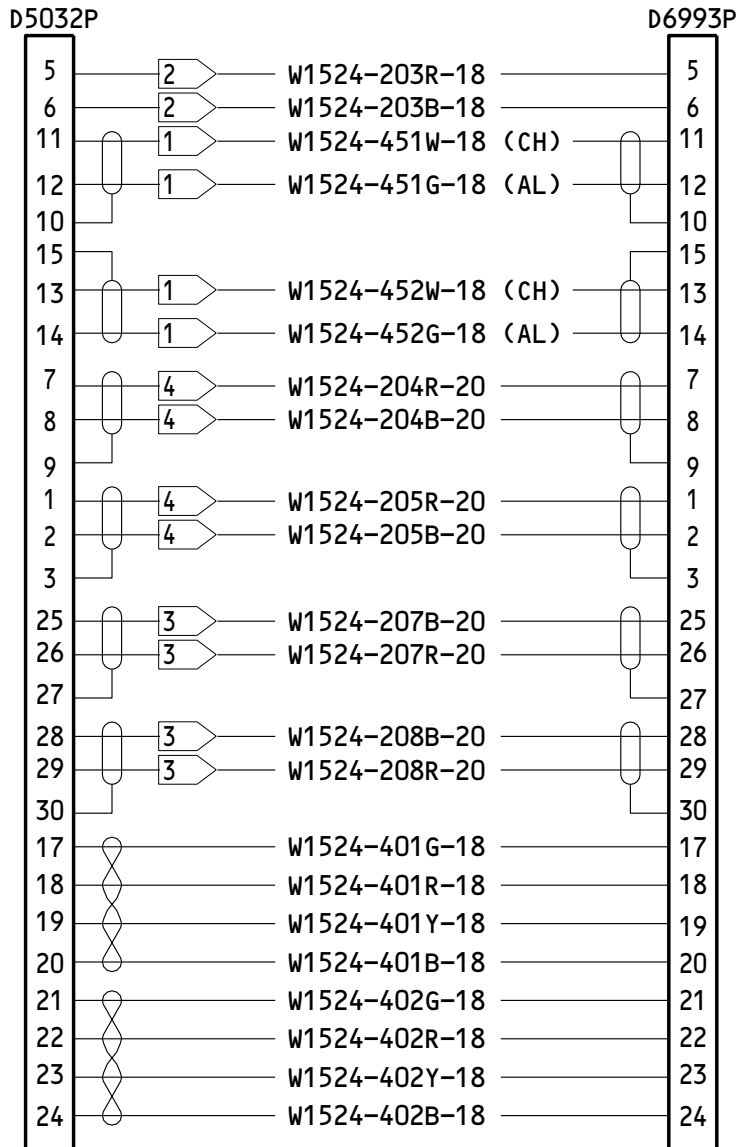 D5032P D6993P
5 2 W1524-203R-18 5
6 2 W1524-203B-18 6
11 1 W1524-451W-18 (CH) 11
12 1 W1524-451G-18 (AL) 12
10 10
15 15
13 1 W1524-452W-18 (CH) 13
14 1 W1524-452G-18 (AL) 14
7 4 W1524-204R-20 7
8 4 W1524-204B-20 8
9 9
1 4 W1524-205R-20 1
2 4 W1524-205B-20 2
3 3
25 3 W1524-207B-20 25
26 3 W1524-207R-20 26
27 27
28 3 W1524-208B-20 28
29 3 W1524-208R-20 29
30 30
17 W1524-401G-18 17
18 W1524-401R-18 18
19 W1524-401Y-18 19
20 W1524-401B-18 20
21 W1524-402G-18 21
22 W1524-402R-18 22
23 W1524-402Y-18 23
24 W1524-402B-18 24